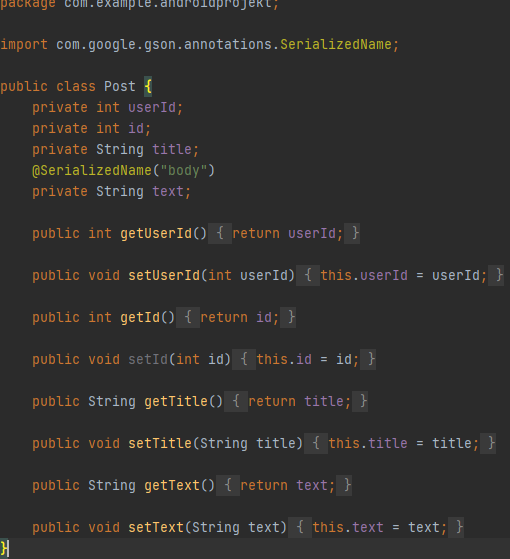 package com.example.androidprojekt;
import com.google.gson.annotations.SerializedName;
public class Post {
private int userId;
private int id;
private String title;
@SerializedName("body")
private String text;
public int getUserId() { return userId; }
public void setUserId(int userId) { this.userId = userId; }
public int getId() { return id; }
public void setId(int id) { this.id = id; }
public String getTitle() { return title; }
public void setTitle(String title) { this.title = title; }
public String getText() { return text; }
public void setText(String text) { this.text = text; }
}